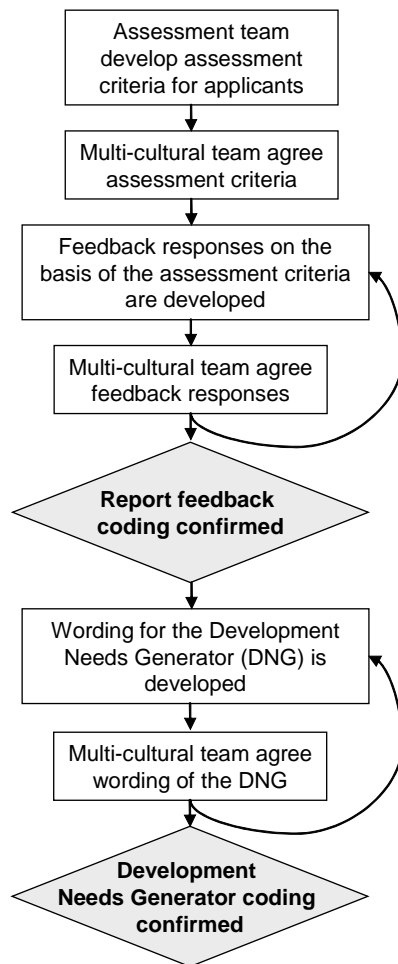 Assessment team
develop assessment
criteria for applicants
Multi-cultural team agree
assessment criteria
Feedback responses on the
basis of the assessment criteria
are developed
Multi-cultural team agree
feedback responses
Report feedback
coding confirmed
Wording for the Development
Needs Generator (DNG) is
developed
Multi-cultural team agree
wording of the DNG
Development
Needs Generator coding
confirmed